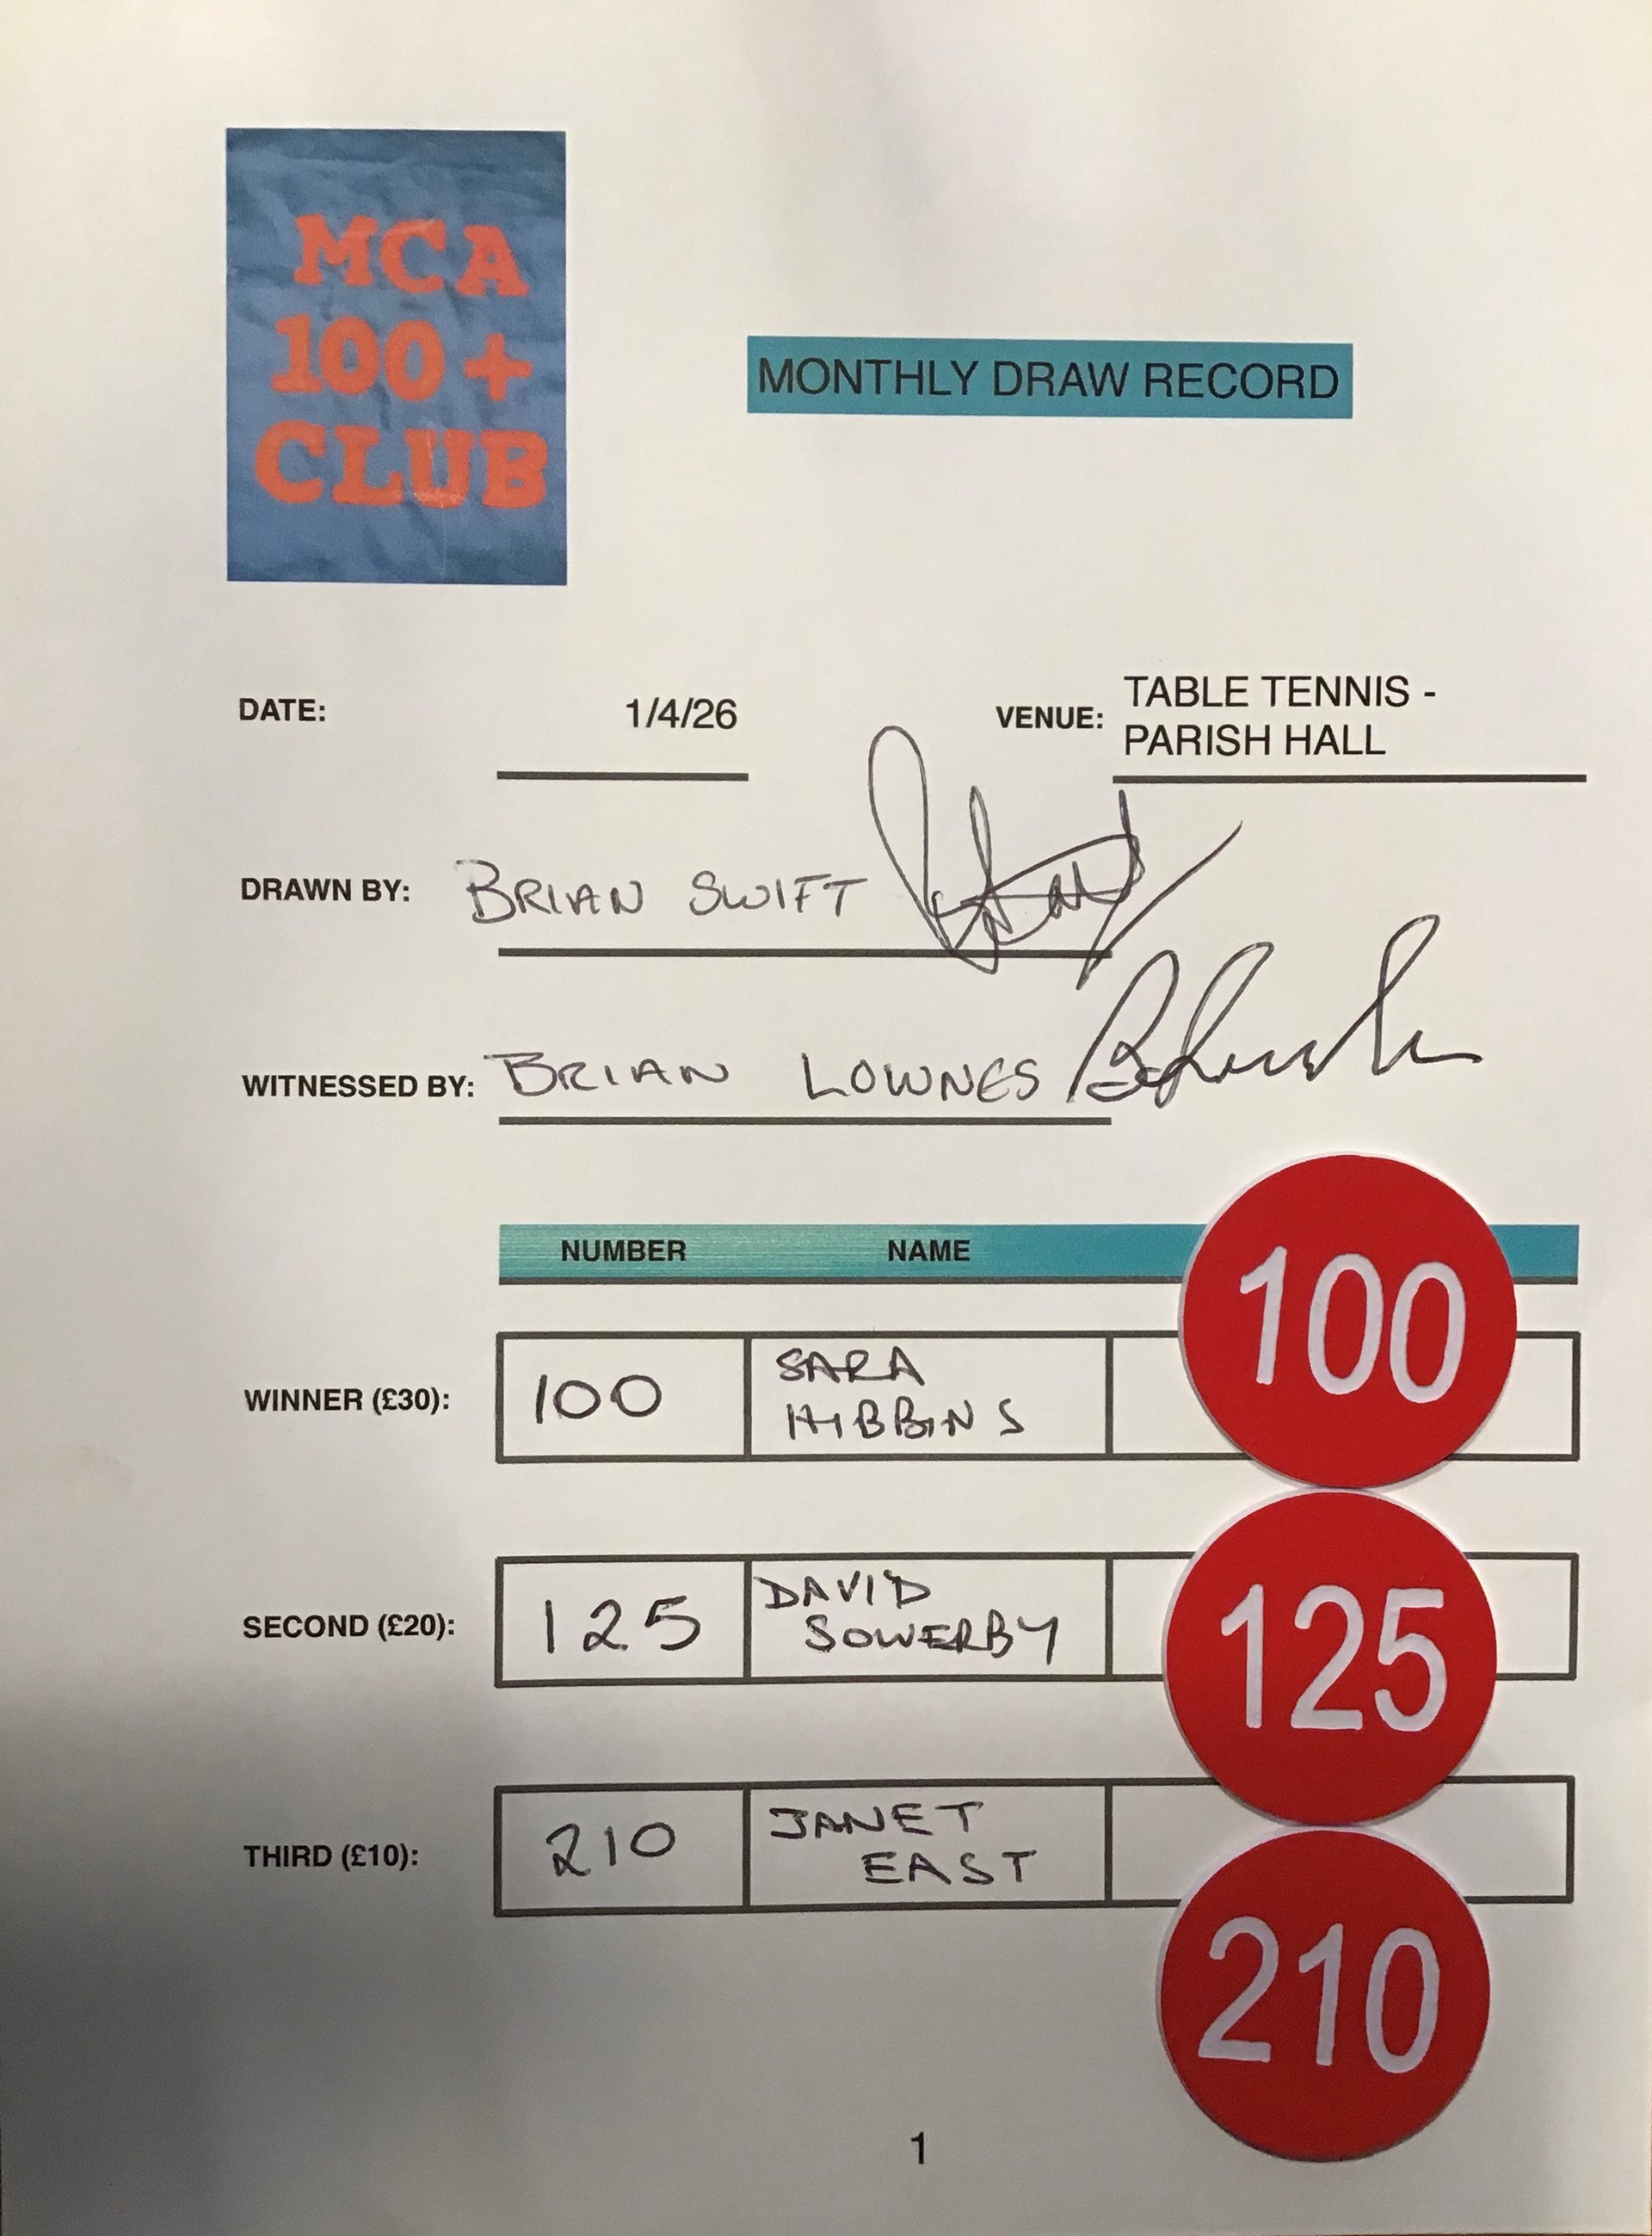 MCA
100+
CLUB
MONTHLY DRAW RECORD
DATE: 1/4/26 VENUE: TABLE TENNIS -
PARISH HALL
DRAWN BY: BRIAN SWIFT
WITNESSED BY: BRIAN LOWNES
NUMBER NAME
100
WINNER (£30): 100 SARA
HIBBINS
SECOND (£20): 125 DAVID
SOWERBY
125
THIRD (£10): 210 JANET
EAST
210
1